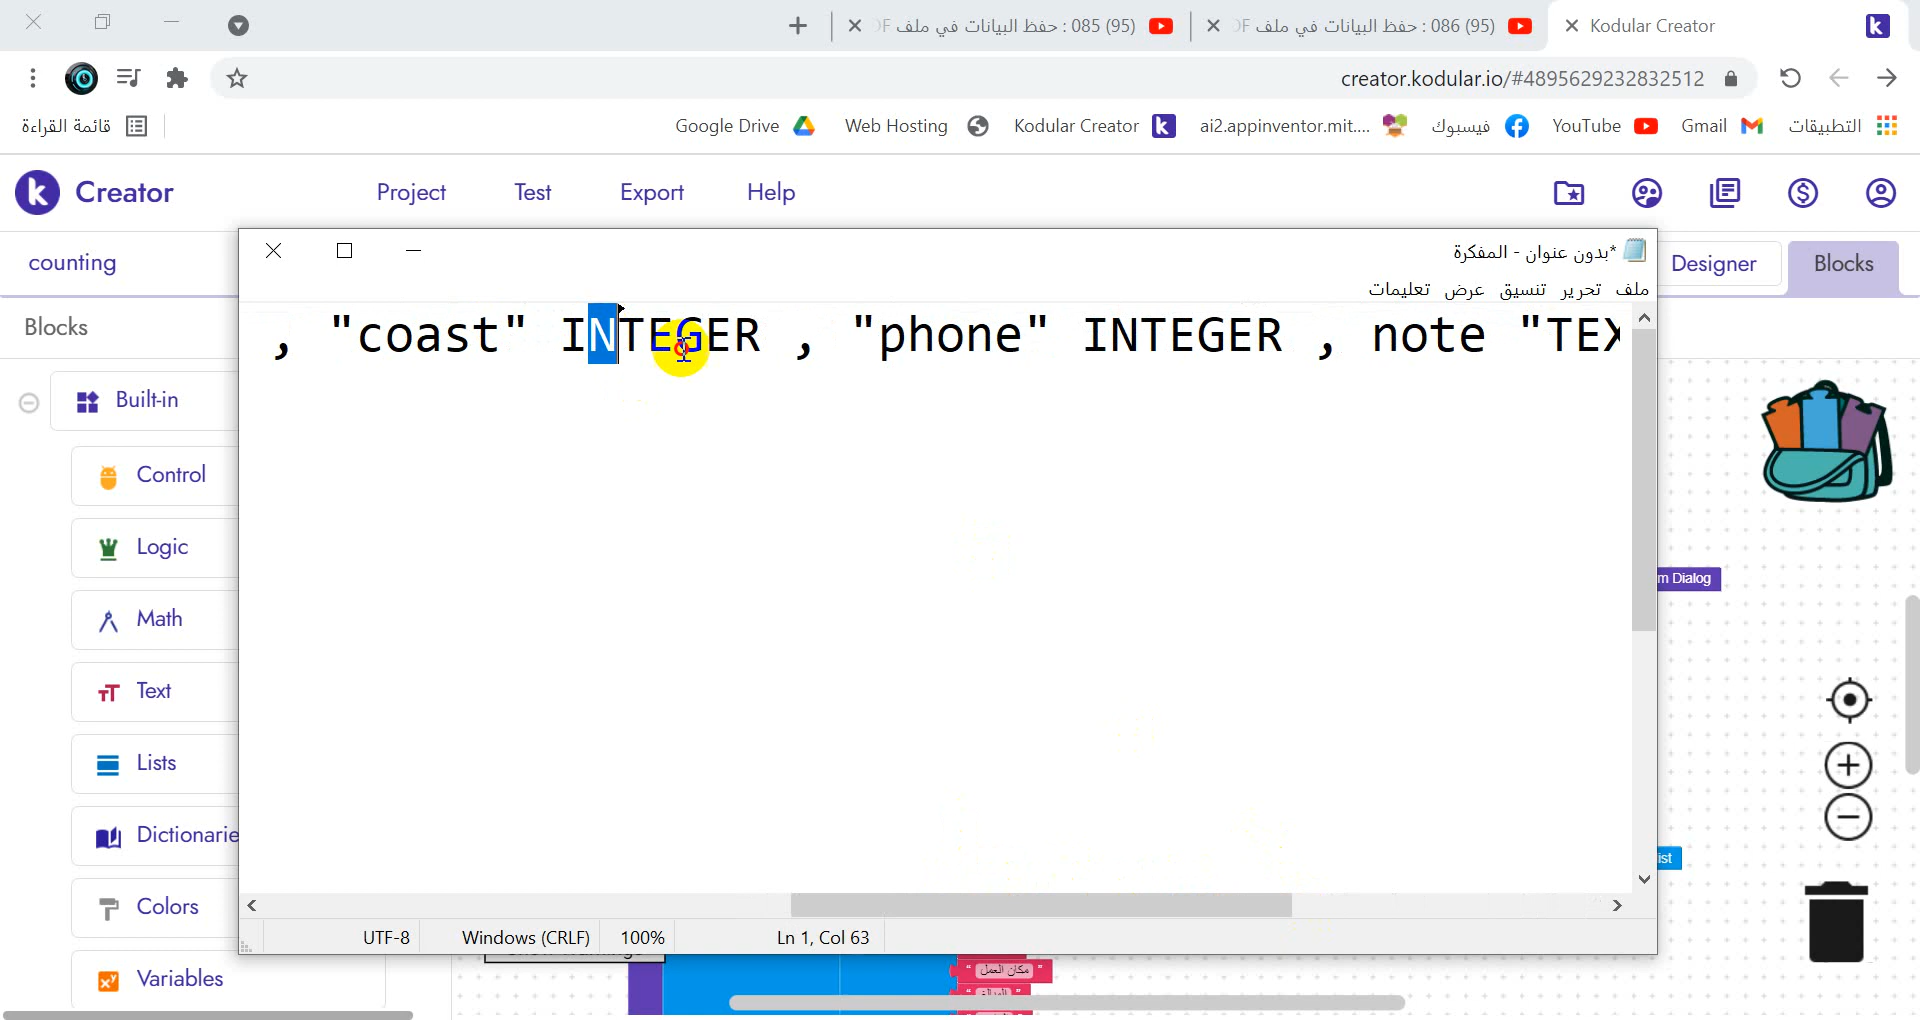 Kodular Creator
(95) 086 : حفظ البيانات في ملف
(95) 085 : حفظ البيانات في ملف
creator.kodular.io/#4895629232832512
التطبيقات
Gmail
YouTube
فيسبوك
ai2.appinventor.mit....
Kodular Creator
Web Hosting
Google Drive
قائمة القراءة
Creator
Project
Test
Export
Help
counting
*بدون عنوان - المفكرة
Designer
Blocks
ملف تحرير تنسيق عرض تعليمات
Blocks
, "coast" INTEGER , "phone" INTEGER , note "TEX
Built-in
Control
Logic
m Dialog
Math
Text
Lists
Dictionarie
ist
Colors
UTF-8
Windows (CRLF)
100%
Ln 1, Col 63
" مكان العمل "
Variables